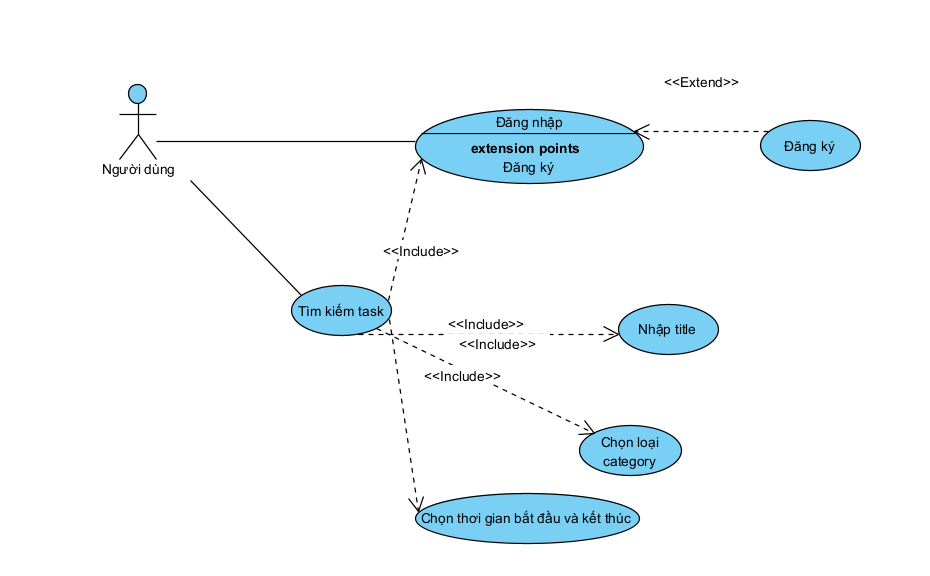 <<Extend>>
Đăng nhập
extension points
Đăng ký
Đăng ký
Người dùng
<<Include>>
Tìm kiếm task
<<Include>>
Nhập title
<<Include>>
<<Include>>
Chọn loại
category
Chọn thời gian bắt đầu và kết thúc